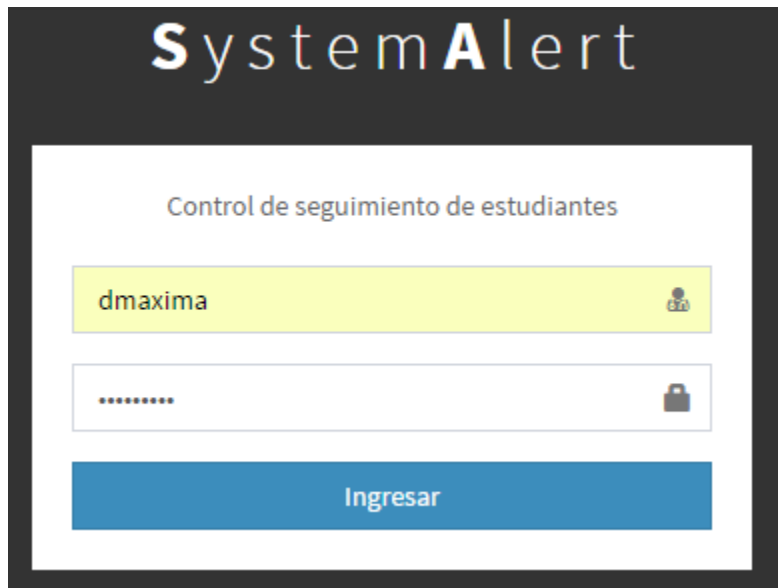 SystemAlert
Control de seguimiento de estudiantes
dmaxima
•••••••••
Ingresar